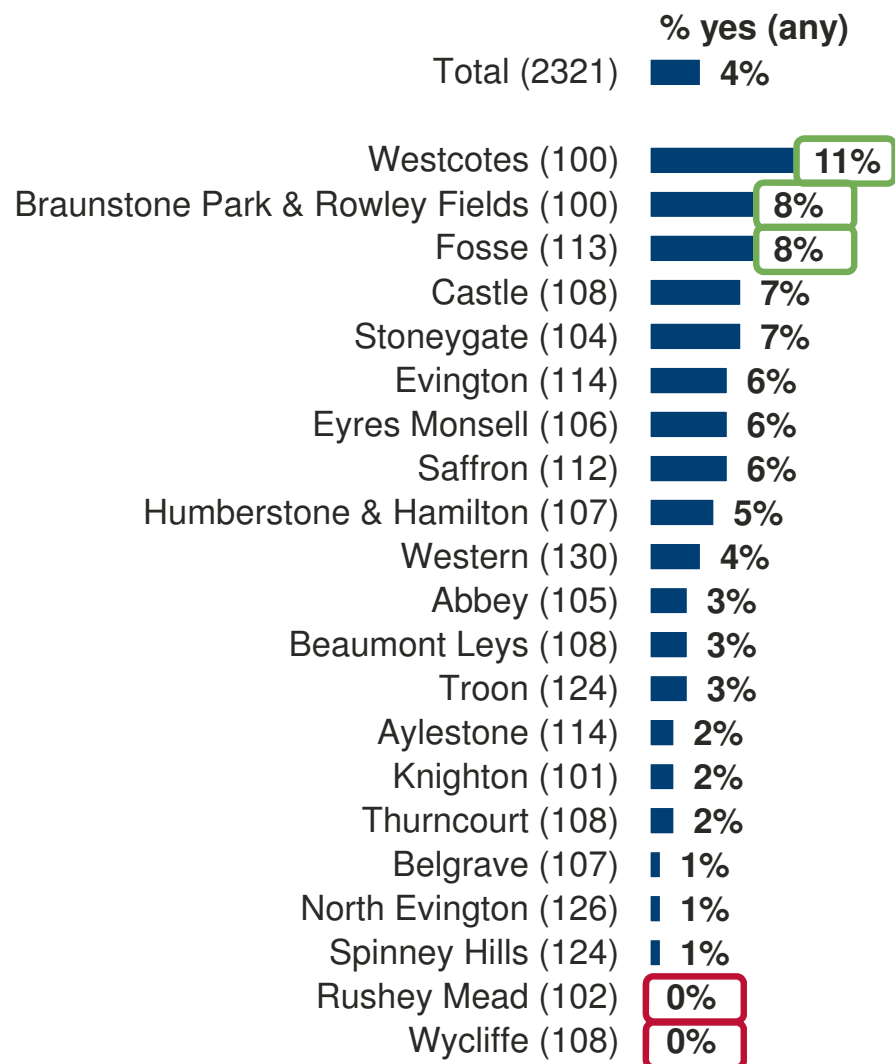 % yes (any)
Total (2321) 4%
Westcotes (100) 11%
Braunstone Park & Rowley Fields (100) 8%
Fosse (113) 8%
Castle (108) 7%
Stoneygate (104) 7%
Evington (114) 6%
Eyres Monsell (106) 6%
Saffron (112) 6%
Humberstone & Hamilton (107) 5%
Western (130) 4%
Abbey (105) 3%
Beaumont Leys (108) 3%
Troon (124) 3%
Aylestone (114) 2%
Knighton (101) 2%
Thurncourt (108) 2%
Belgrave (107) 1%
North Evington (126) 1%
Spinney Hills (124) 1%
Rushey Mead (102) 0%
Wycliffe (108) 0%